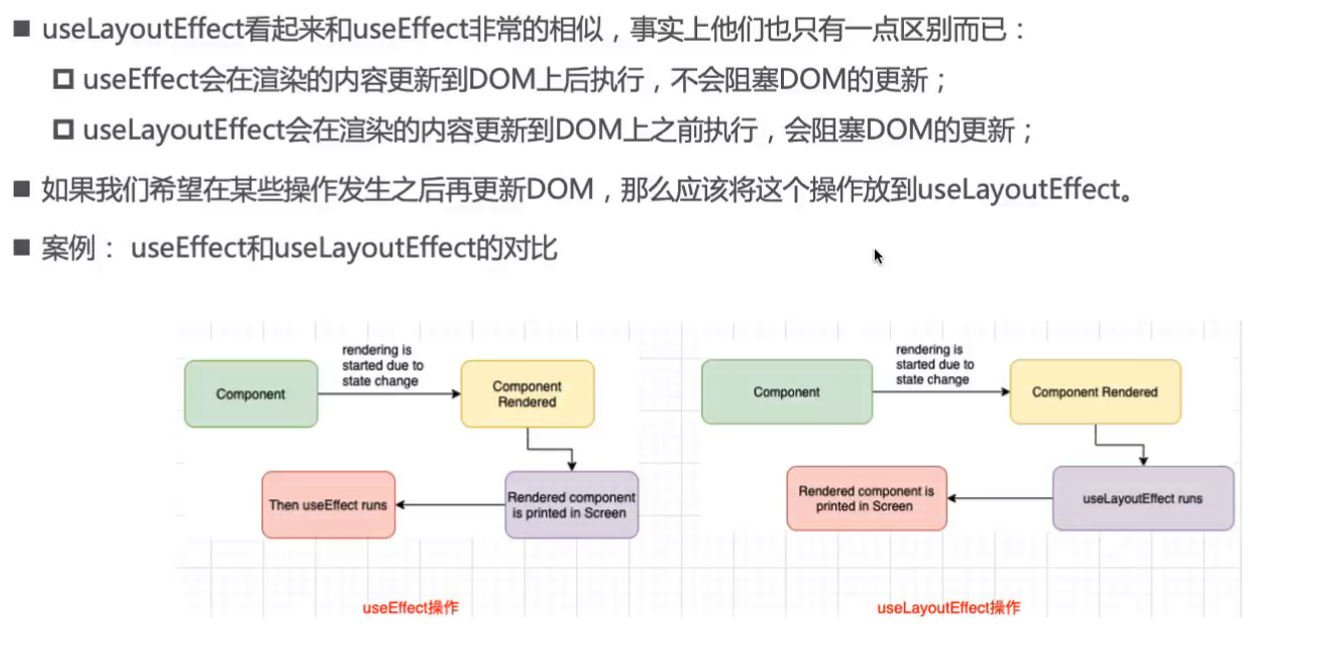 useLayoutEffect看起来和useEffect非常的相似，事实上他们也只有一点区别而已：
useEffect会在渲染的内容更新到DOM上后执行，不会阻塞DOM的更新；
useLayoutEffect会在渲染的内容更新到DOM上之前执行，会阻塞DOM的更新；
如果我们希望在某些操作发生之后再更新DOM，那么应该将这个操作放到useLayoutEffect。
案例： useEffect和useLayoutEffect的对比
Component
rendering is
started due to
state change
Component
Rendered
Then useEffect runs
Rendered component
is printed in Screen
useEffect操作
Component
rendering is
started due to
state change
Component Rendered
Rendered component is
printed in Screen
useLayoutEffect runs
useLayoutEffect操作